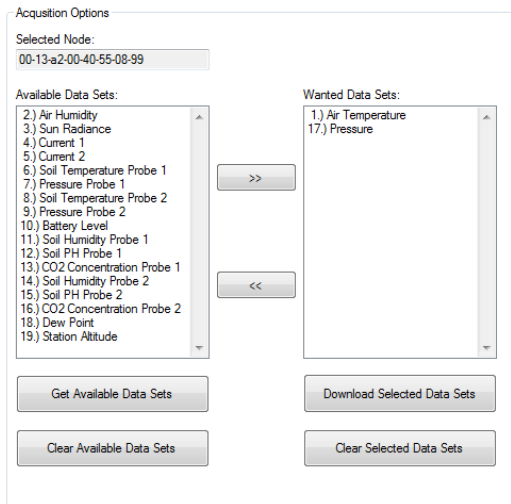 Acqusition Options
Selected Node:
00-13-a2-00-40-55-08-99
Available Data Sets:
2.) Air Humidity
3.) Sun Radiance
4.) Current 1
5.) Current 2
6.) Soil Temperature Probe 1
7.) Pressure Probe 1
8.) Soil Temperature Probe 2
9.) Pressure Probe 2
10.) Battery Level
11.) Soil Humidity Probe 1
12.) Soil PH Probe 1
13.) CO2 Concentration Probe 1
14.) Soil Humidity Probe 2
15.) Soil PH Probe 2
16.) CO2 Concentration Probe 2
18.) Dew Point
19.) Station Altitude
>>
<<
Wanted Data Sets:
1.) Air Temperature
17.) Pressure
Get Available Data Sets
Download Selected Data Sets
Clear Available Data Sets
Clear Selected Data Sets